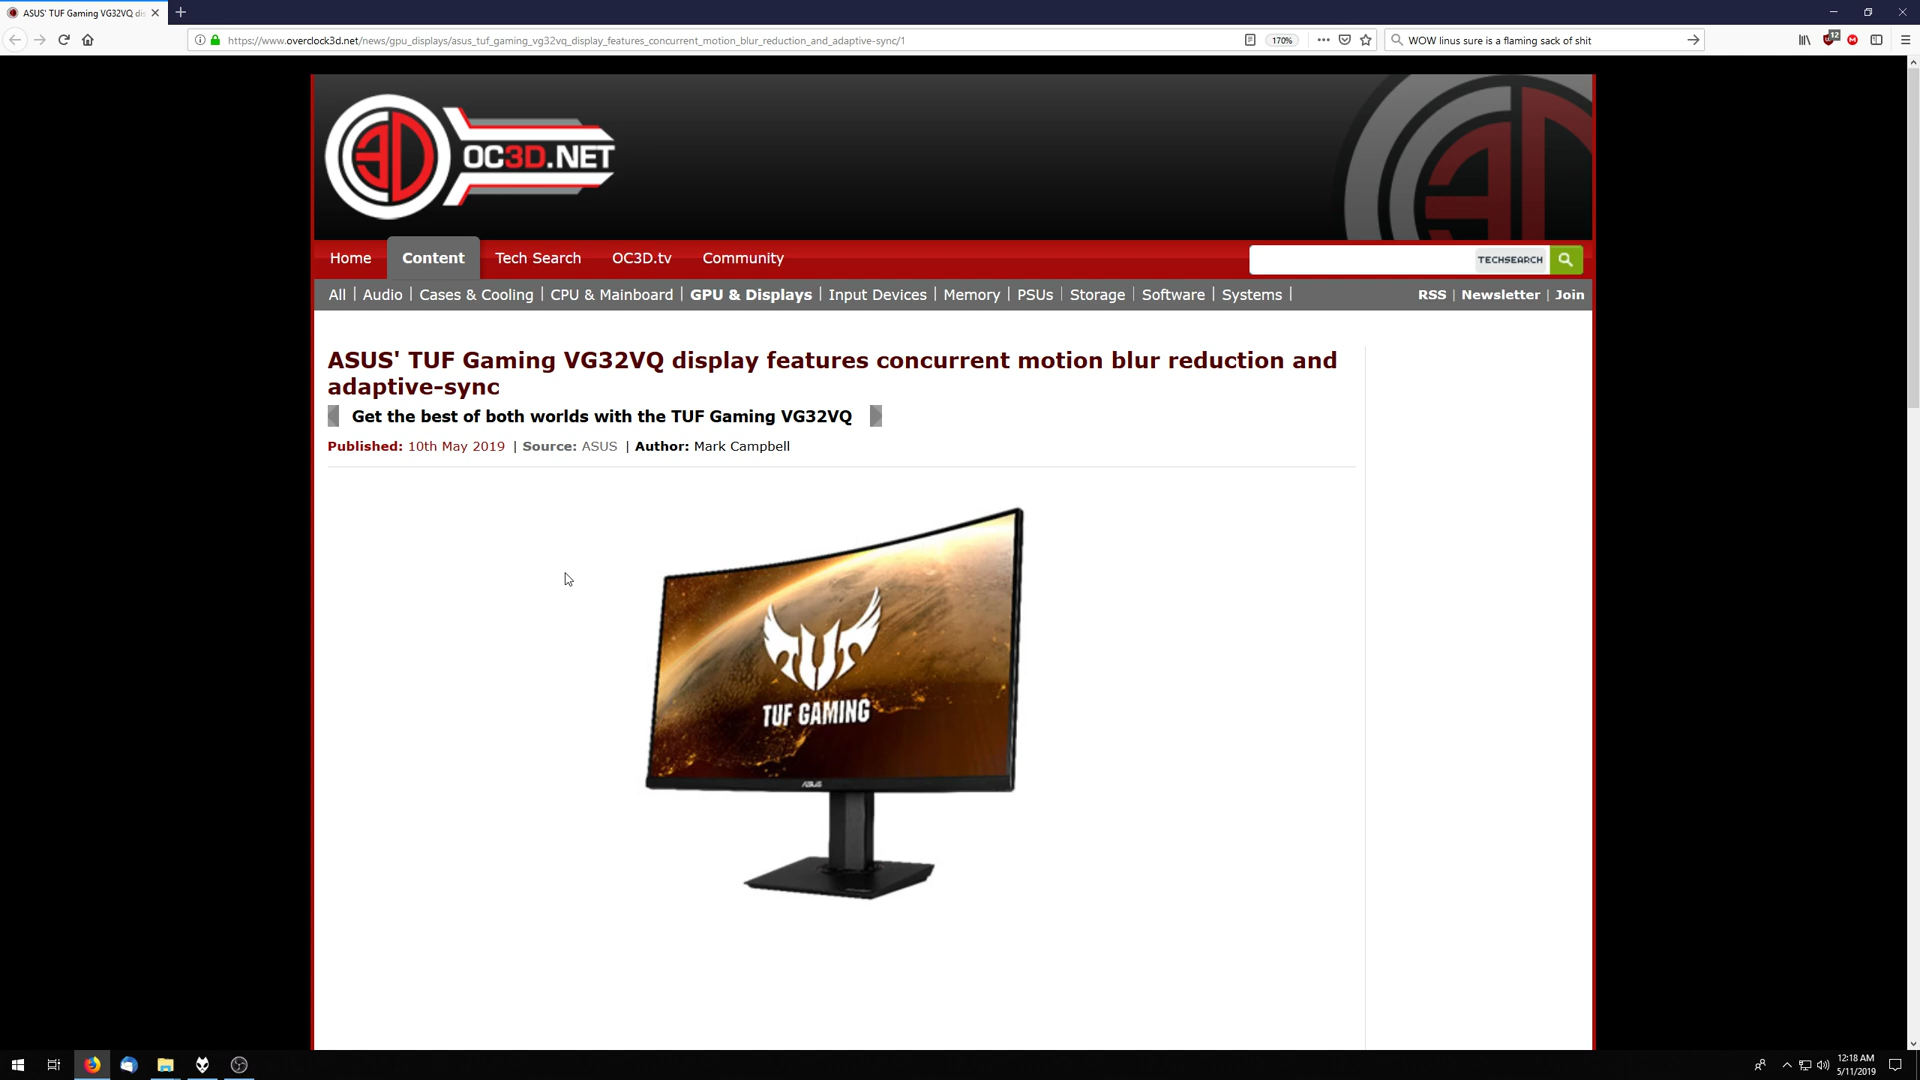 ASUS' TUF Gaming VG32VQ dis
https://www.overclock3d.net/news/gpu_displays/asus_tuf_gaming_vg32vq_display_features_concurrent_motion_blur_reduction_and_adaptive-sync/1
170%
WOW linus sure is a flaming sack of shit
12
3D OC3D.NET
Home Content Tech Search OC3D.tv Community
TECHSEARCH
All | Audio | Cases & Cooling | CPU & Mainboard | GPU & Displays | Input Devices | Memory | PSUs | Storage | Software | Systems |
RSS | Newsletter | Join
ASUS' TUF Gaming VG32VQ display features concurrent motion blur reduction and
adaptive-sync
Get the best of both worlds with the TUF Gaming VG32VQ
Published: 10th May 2019 | Source: ASUS | Author: Mark Campbell
TUF
TUF GAMING
ASUS
12:18 AM
5/11/2019